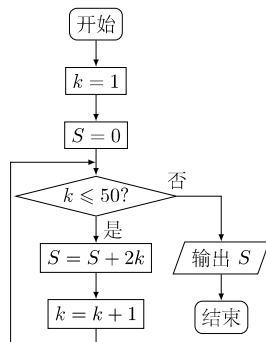 开始
k = 1
S = 0
k ⩽ 50?
否
是
S = S + 2k
输出 S
k = k + 1
结束